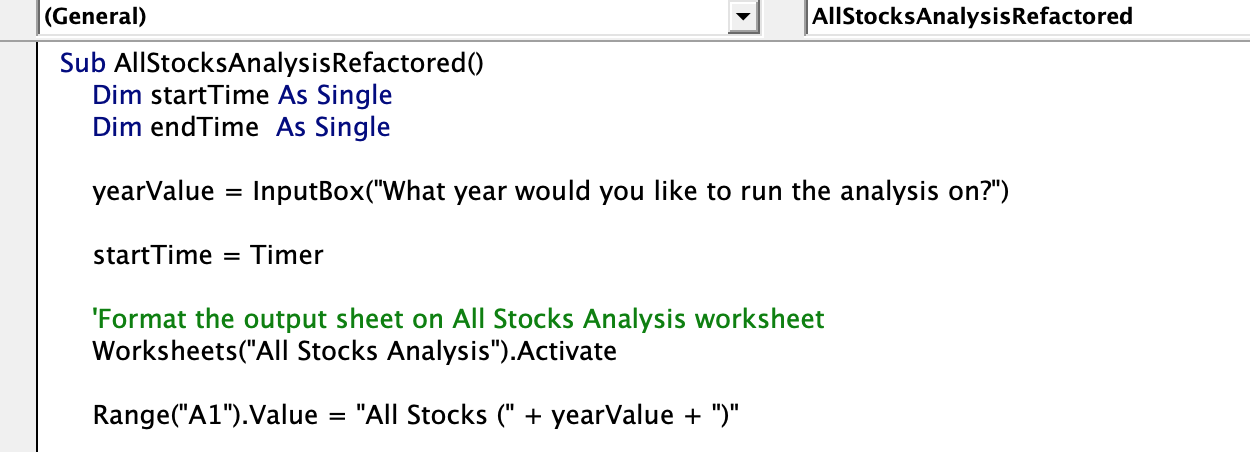 (General) AllStocksAnalysisRefactored
Sub AllStocksAnalysisRefactored()
Dim startTime As Single
Dim endTime  As Single
yearValue = InputBox("What year would you like to run the analysis on?")
startTime = Timer
'Format the output sheet on All Stocks Analysis worksheet
Worksheets("All Stocks Analysis").Activate
Range("A1").Value = "All Stocks (" + yearValue + ")"